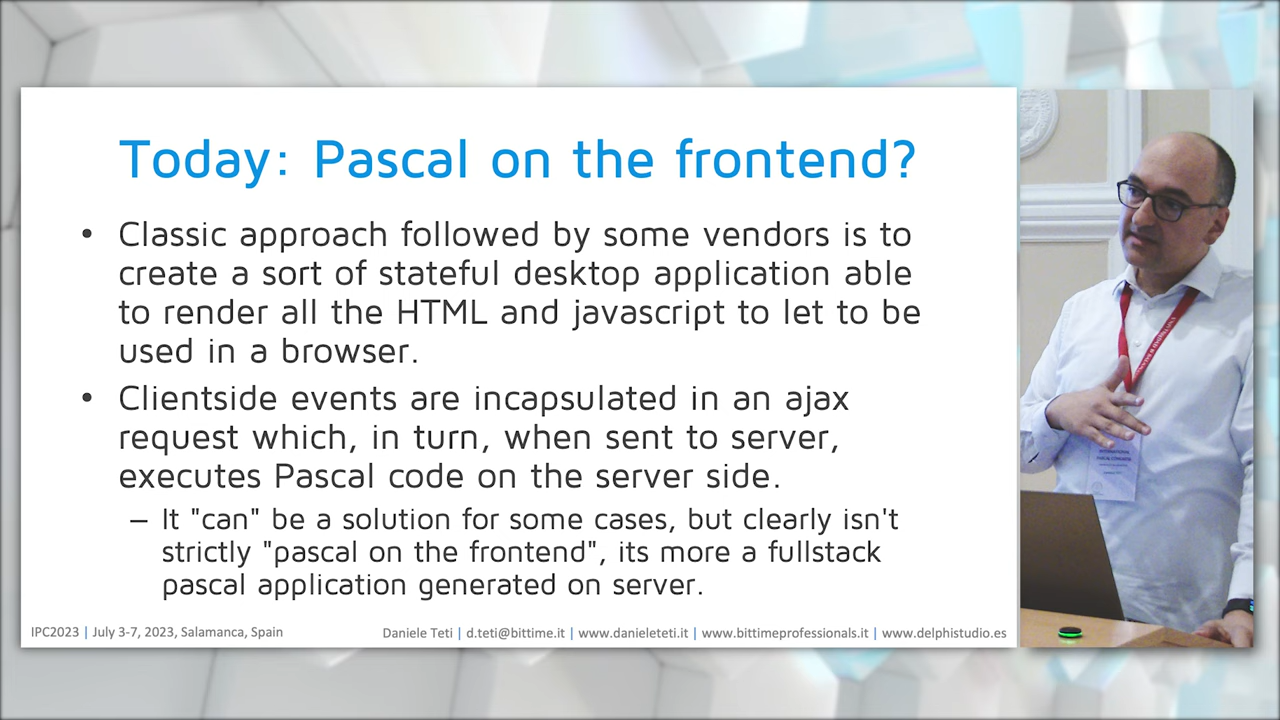 Today: Pascal on the frontend?
• Classic approach followed by some vendors is to
create a sort of stateful desktop application able
to render all the HTML and javascript to let to be
used in a browser.
• Clientside events are incapsulated in an ajax
request which, in turn, when sent to server,
executes Pascal code on the server side.
– It "can" be a solution for some cases, but clearly isn't
strictly "pascal on the frontend", its more a fullstack
pascal application generated on server.
IPC2023 | July 3-7, 2023, Salamanca, Spain
Daniele Teti | d.teti@bittime.it | www.danieleteti.it | www.bittimeprofessionals.it | www.delphistudio.es